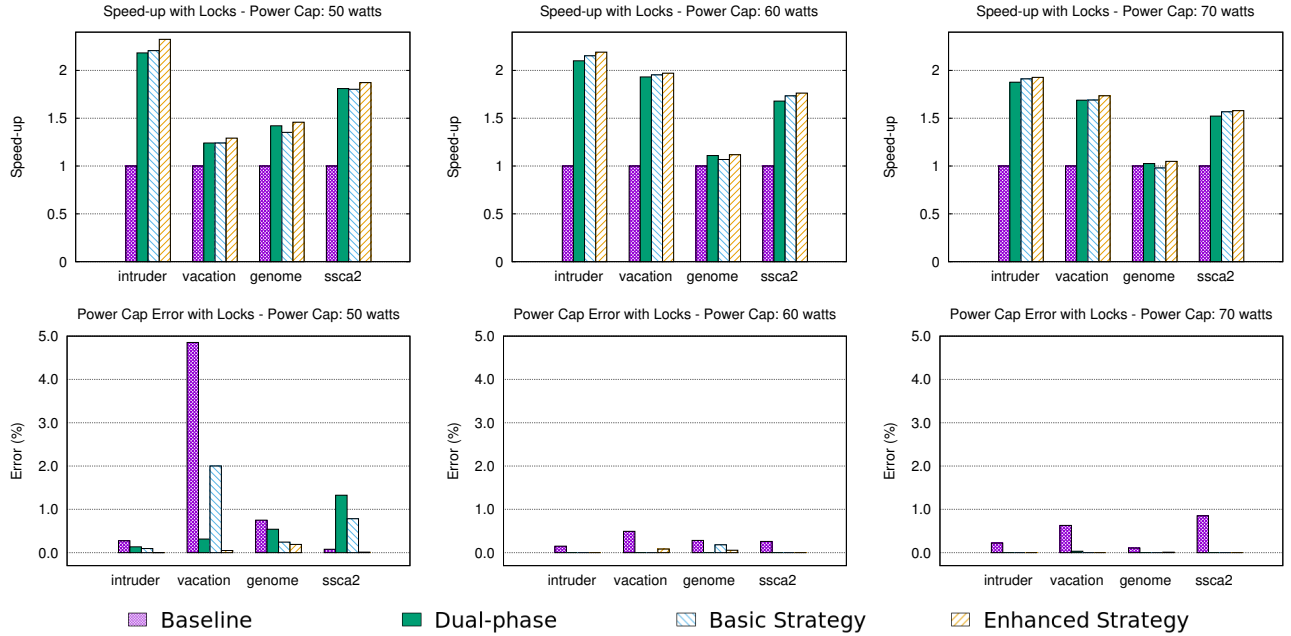 Speed-up with Locks - Power Cap: 50 watts
Speed-up
2
1.5
1
0.5
0
intruder vacation genome ssca2
Speed-up with Locks - Power Cap: 60 watts
Speed-up
2
1.5
1
0.5
0
intruder vacation genome ssca2
Speed-up with Locks - Power Cap: 70 watts
Speed-up
2
1.5
1
0.5
0
intruder vacation genome ssca2
Power Cap Error with Locks - Power Cap: 50 watts
Error (%)
5.0
4.0
3.0
2.0
1.0
0.0
intruder vacation genome ssca2
Power Cap Error with Locks - Power Cap: 60 watts
Error (%)
5.0
4.0
3.0
2.0
1.0
0.0
intruder vacation genome ssca2
Power Cap Error with Locks - Power Cap: 70 watts
Error (%)
5.0
4.0
3.0
2.0
1.0
0.0
intruder vacation genome ssca2
Baseline Dual-phase Basic Strategy Enhanced Strategy